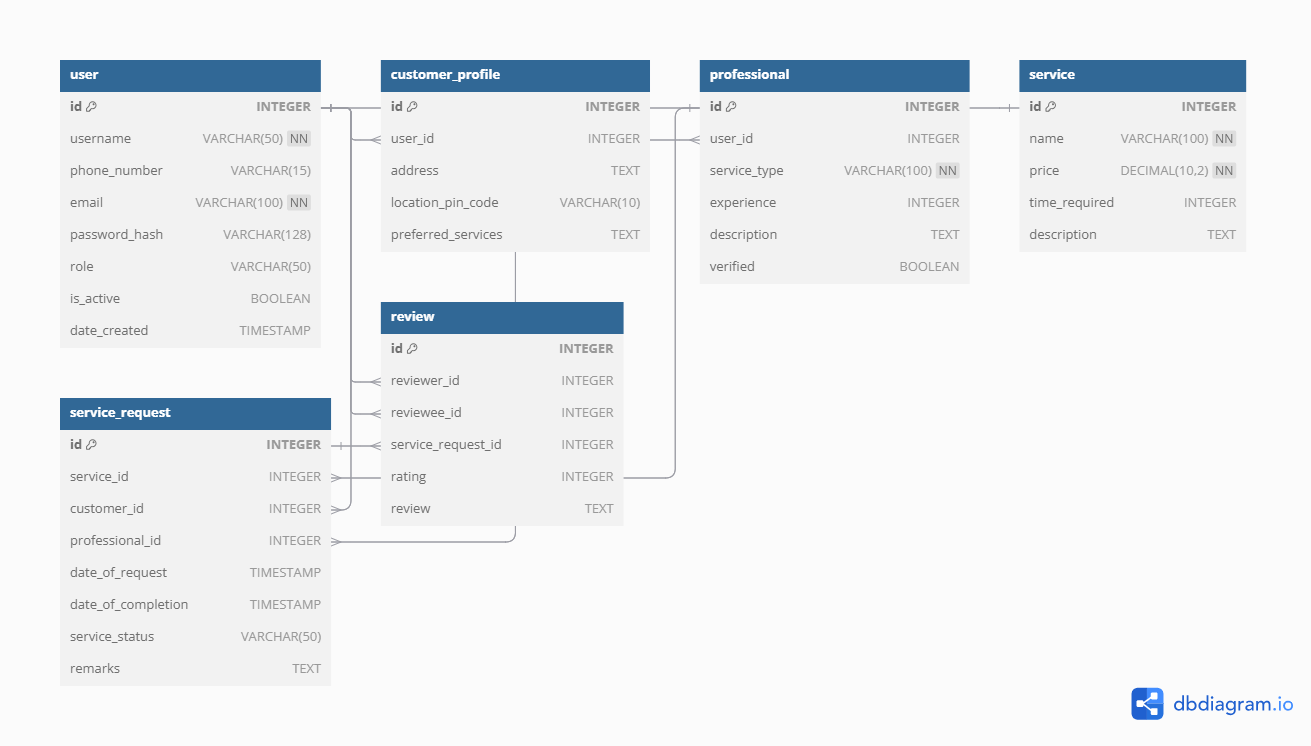 user
id INTEGER
username VARCHAR(50) NN
phone_number VARCHAR(15)
email VARCHAR(100) NN
password_hash VARCHAR(128)
role VARCHAR(50)
is_active BOOLEAN
date_created TIMESTAMP
customer_profile
id INTEGER
user_id INTEGER
address TEXT
location_pin_code VARCHAR(10)
preferred_services TEXT
professional
id INTEGER
user_id INTEGER
service_type VARCHAR(100) NN
experience INTEGER
description TEXT
verified BOOLEAN
service
id INTEGER
name VARCHAR(100) NN
price DECIMAL(10,2) NN
time_required INTEGER
description TEXT
review
id INTEGER
reviewer_id INTEGER
reviewee_id INTEGER
service_request_id INTEGER
rating INTEGER
review TEXT
service_request
id INTEGER
service_id INTEGER
customer_id INTEGER
professional_id INTEGER
date_of_request TIMESTAMP
date_of_completion TIMESTAMP
service_status VARCHAR(50)
remarks TEXT
dbdiagram.io